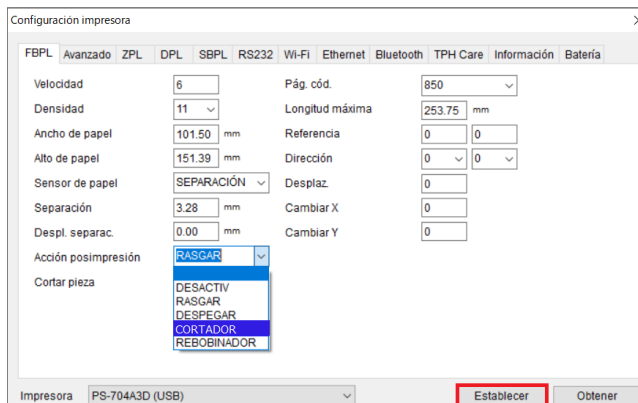 Configuración impresora
FBPL Avanzado ZPL DPL SBPL RS232 Wi-Fi Ethernet Bluetooth TPH Care Información Batería
Velocidad 6 Pág. cód. 850
Densidad 11 Longitud máxima 253.75 mm
Ancho de papel 101.50 mm Referencia 0 0
Alto de papel 151.39 mm Dirección 0 0
Sensor de papel SEPARACIÓN Desplaz. 0
Separación 3.28 mm Cambiar X 0
Despl. separac. 0.00 mm Cambiar Y 0
Acción posimpresión RASGAR
Cortar pieza
DESACTIV
RASGAR
DESPEGAR
CORTADOR
REBOBINADOR
Impresora PS-704A3D (USB) Establecer Obtener